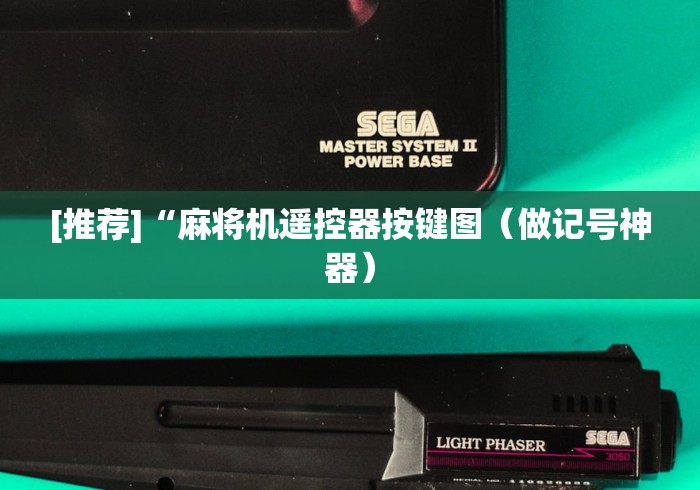 SEGA
MASTER SYSTEM II
POWER BASE
[推荐]“麻将机遥控器按键图（做记号神
器）
LIGHT PHASER
SEGA
3050